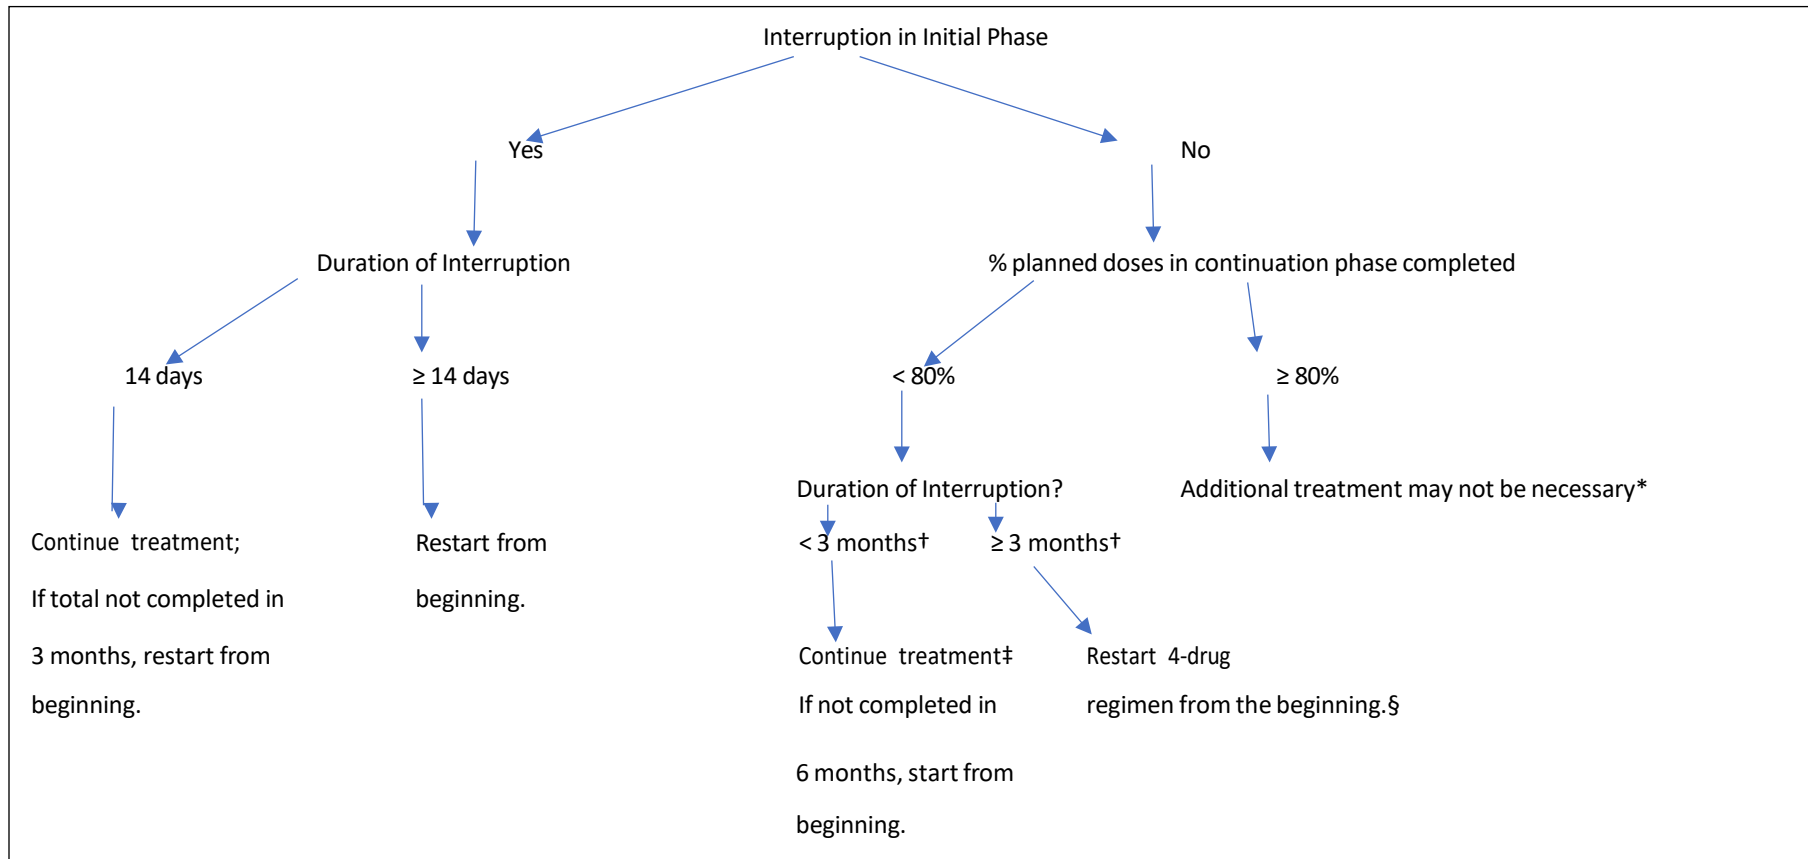 Interruption in Initial Phase
Yes
No
Duration of Interruption
% planned doses in continuation phase completed
14 days
≥ 14 days
< 80%
≥ 80%
Duration of Interruption?
Additional treatment may not be necessary*
Continue treatment;
If total not completed in
3 months, restart from
beginning.
Restart from
beginning.
< 3 months†
≥ 3 months†
Continue treatment‡
If not completed in
6 months, start from
beginning.
Restart 4-drug
regimen from the beginning.§